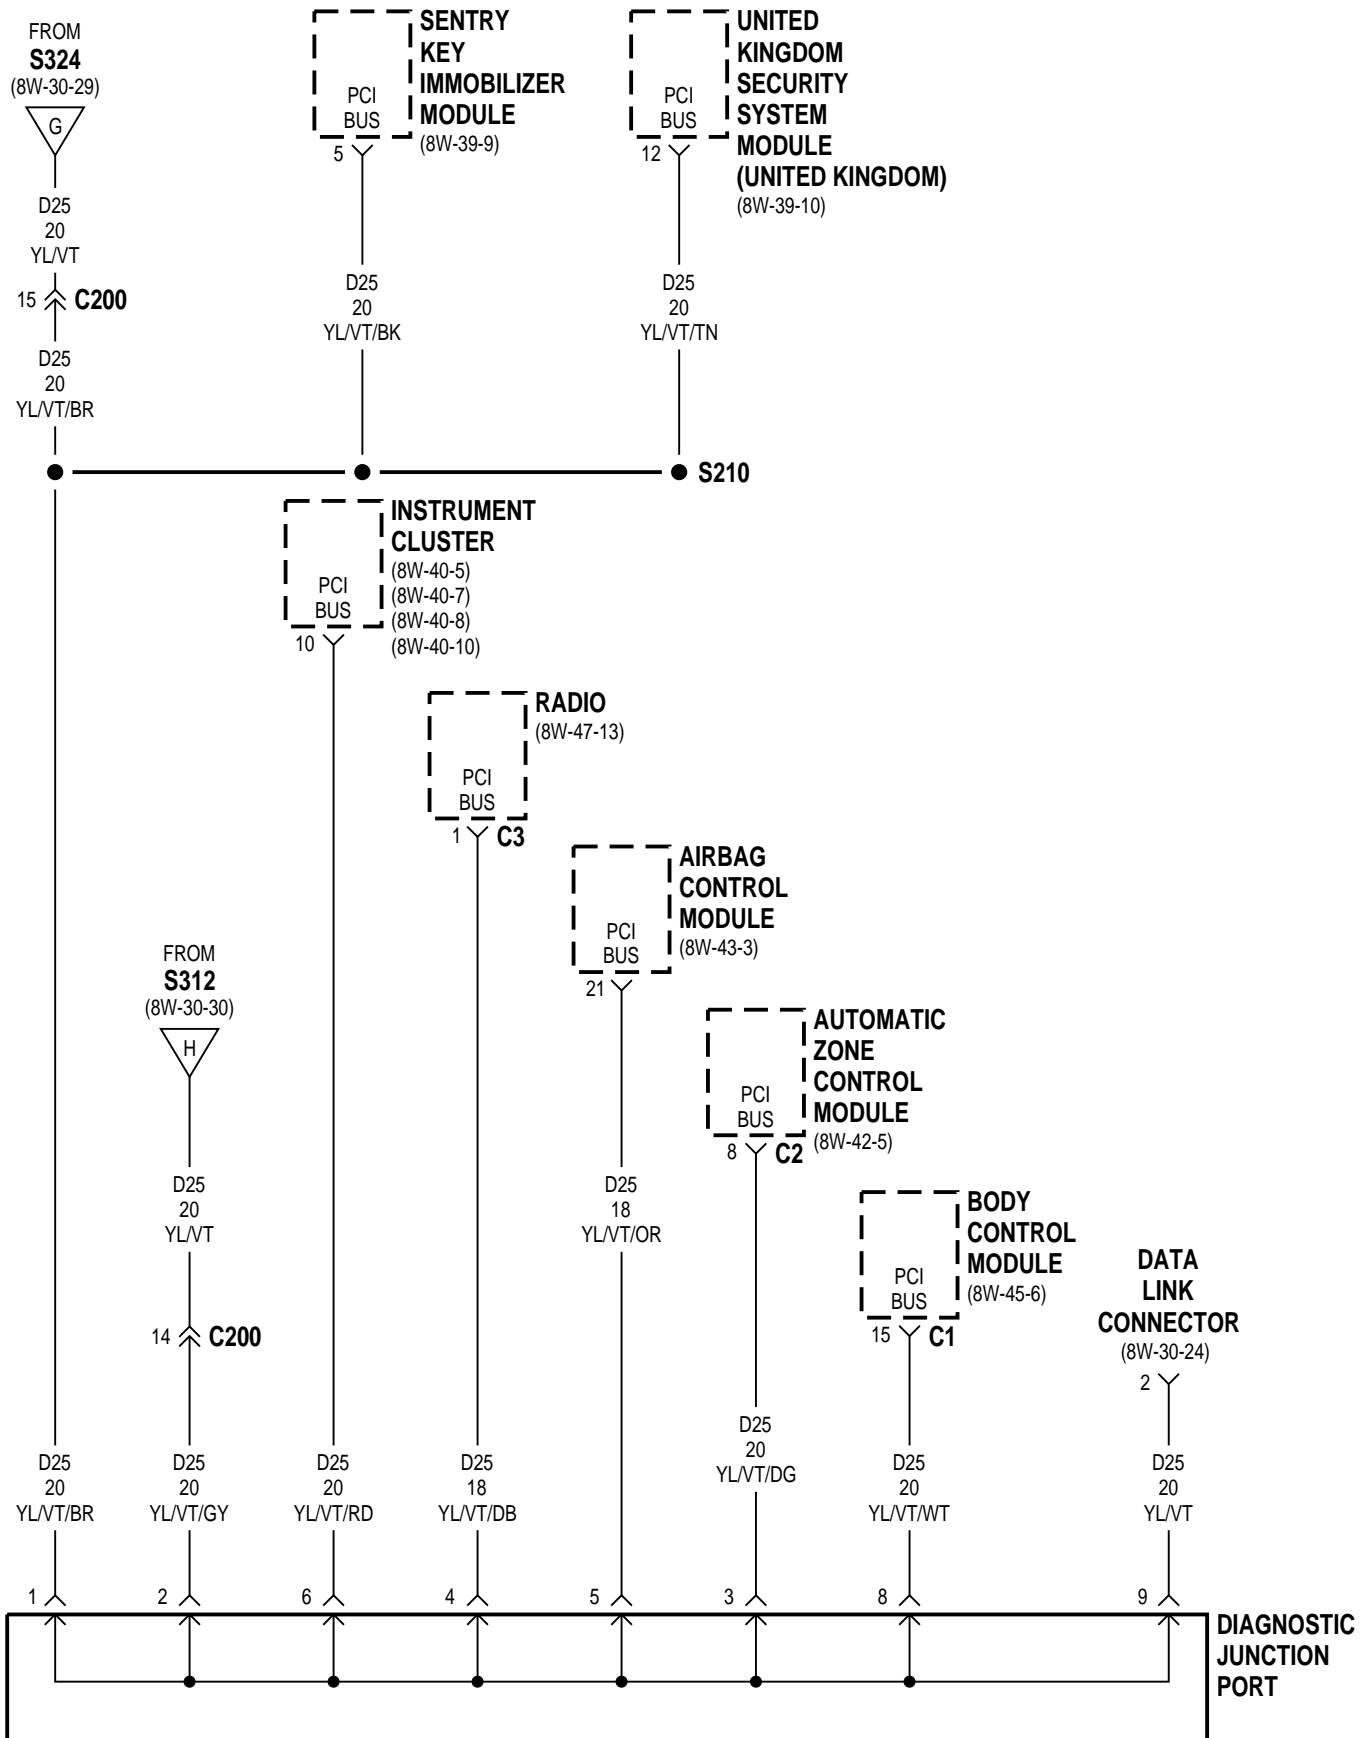 FROM
S324
(8W-30-29)
G
D25
20
YL/VT
15
C200
D25
20
YL/VT/BR
PCI
BUS
5
SENTRY
KEY
IMMOBILIZER
MODULE
(8W-39-9)
D25
20
YL/VT/BK
PCI
BUS
12
UNITED
KINGDOM
SECURITY
SYSTEM
MODULE
(UNITED KINGDOM)
(8W-39-10)
D25
20
YL/VT/TN
S210
PCI
BUS
10
INSTRUMENT
CLUSTER
(8W-40-5)
(8W-40-7)
(8W-40-8)
(8W-40-10)
PCI
BUS
1
C3
RADIO
(8W-47-13)
PCI
BUS
21
AIRBAG
CONTROL
MODULE
(8W-43-3)
FROM
S312
(8W-30-30)
H
D25
20
YL/VT
14
C200
D25
18
YL/VT/OR
PCI
BUS
8
C2
AUTOMATIC
ZONE
CONTROL
MODULE
(8W-42-5)
PCI
BUS
15
C1
BODY
CONTROL
MODULE
(8W-45-6)
DATA
LINK
CONNECTOR
(8W-30-24)
2
D25
20
YL/VT/BR
D25
20
YL/VT/GY
D25
20
YL/VT/RD
D25
18
YL/VT/DB
D25
20
YL/VT/DG
D25
20
YL/VT/WT
D25
20
YL/VT
1
2
6
4
5
3
8
9
DIAGNOSTIC
JUNCTION
PORT